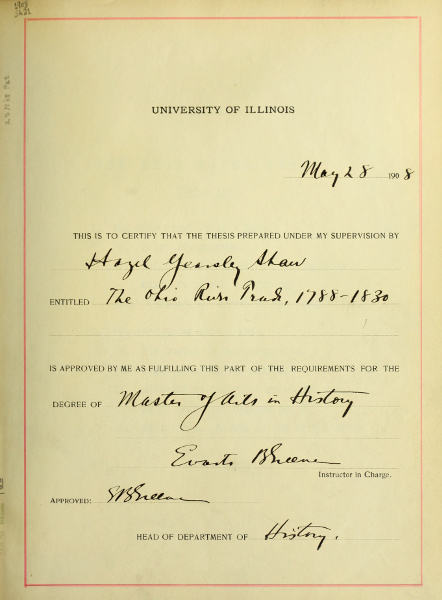 1908
Sh21
UNIVERSITY OF ILLINOIS
May 28 1908
THIS IS TO CERTIFY THAT THE THESIS PREPARED UNDER MY SUPERVISION BY
Hazel Yearsley Shaw
ENTITLED The Ohio River Trade, 1788-1830
IS APPROVED BY ME AS FULFILLING THIS PART OF THE REQUIREMENTS FOR THE
DEGREE OF Master of Arts in History
Evarts B Greene
Instructor in Charge.
APPROVED: E B Greene
HEAD OF DEPARTMENT OF History.